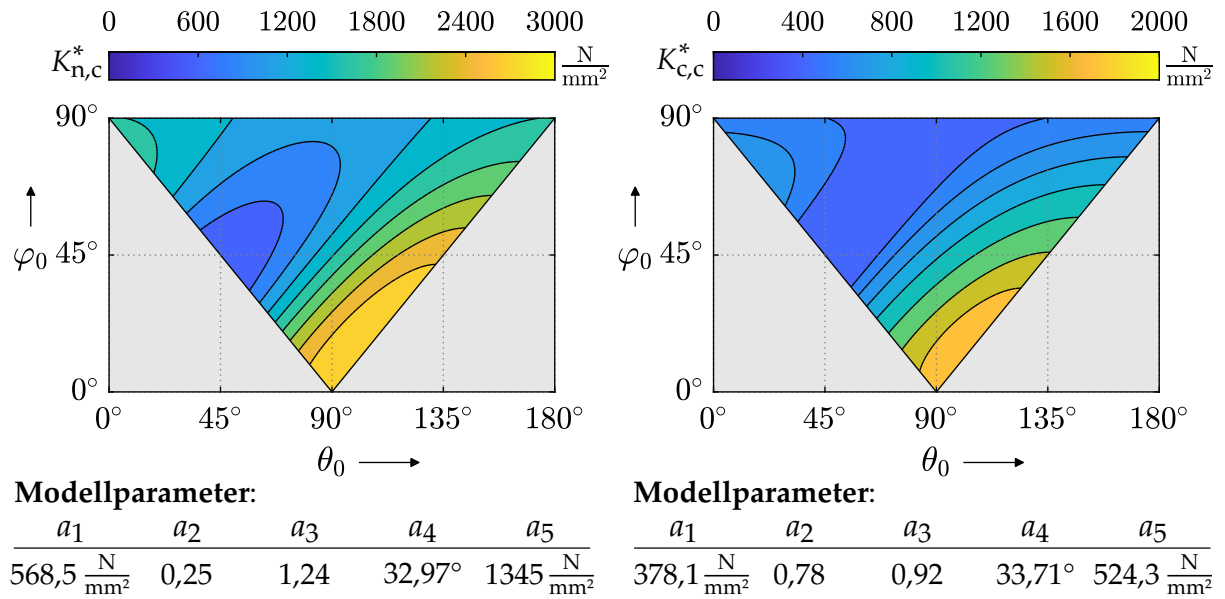 0 600 1200 1800 2400 3000
K*n,c N/mm²
90°
φ0 45°
0°
0° 45° 90° 135° 180°
θ0
Modellparameter:
a1 a2 a3 a4 a5
568,5 N/mm² 0,25 1,24 32,97° 1345 N/mm²
0 400 800 1200 1600 2000
K*c,c N/mm²
90°
φ0 45°
0°
0° 45° 90° 135° 180°
θ0
Modellparameter:
a1 a2 a3 a4 a5
378,1 N/mm² 0,78 0,92 33,71° 524,3 N/mm²